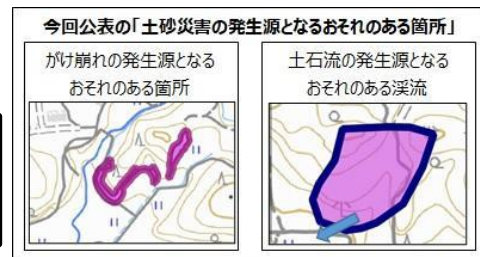 今回公表の「土砂災害の発生源となるおそれのある箇所」
がけ崩れの発生源となる
おそれのある箇所
土石流の発生源となる
おそれのある渓流